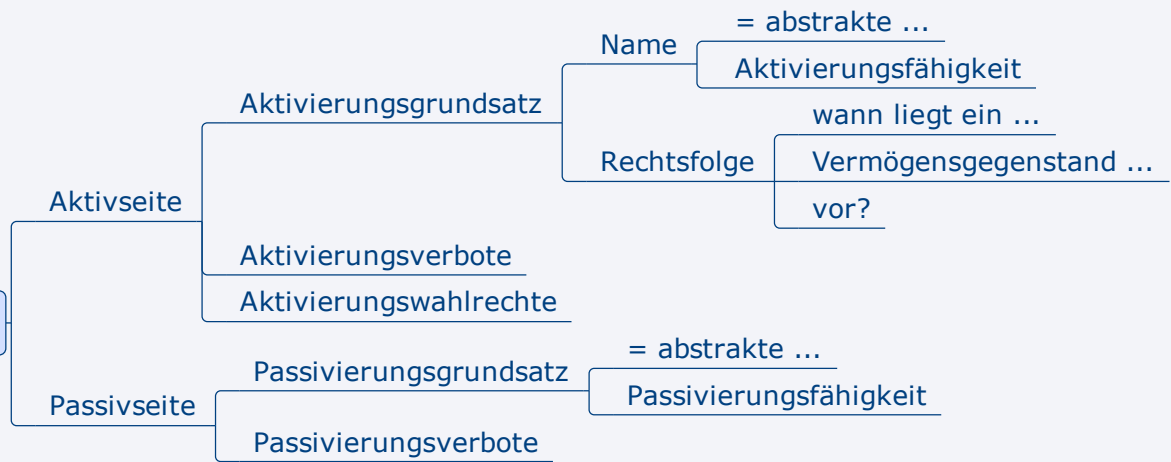 = abstrakte ...
Name
Aktivierungsfähigkeit
Aktivierungsgrundsatz
wann liegt ein ...
Rechtsfolge
Vermögensgegenstand ...
vor?
Aktivseite
Aktivierungsverbote
Aktivierungswahlrechte
= abstrakte ...
Passivierungsgrundsatz
Passivierungsfähigkeit
Passivseite
Passivierungsverbote